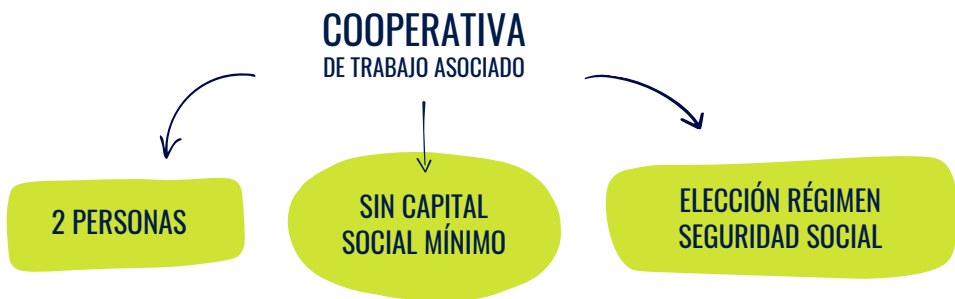 COOPERATIVA
DE TRABAJO ASOCIADO
2 PERSONAS
SIN CAPITAL
SOCIAL MÍNIMO
ELECCIÓN RÉGIMEN
SEGURIDAD SOCIAL